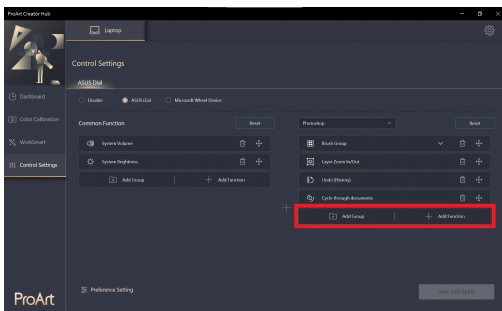 ProArt Creator Hub
Laptop
Control Settings
ASUS Dial
Dashboard
Disable ASUS Dial Microsoft Wheel Device
Color Calibration
Common Function Reset Photoshop Reset
WorkSmart
System Volume Brush Group
Control Settings
System Brightness Layer Zoom In/Out
Add Group Add Function Undo (History)
Cycle through documents
Add Group Add Function
Preference Setting Save and Apply
ProArt